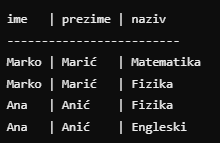 ime   | prezime | naziv
-------------------------
Marko | Marić   | Matematika
Marko | Marić   | Fizika
Ana   | Anić    | Fizika
Ana   | Anić    | Engleski